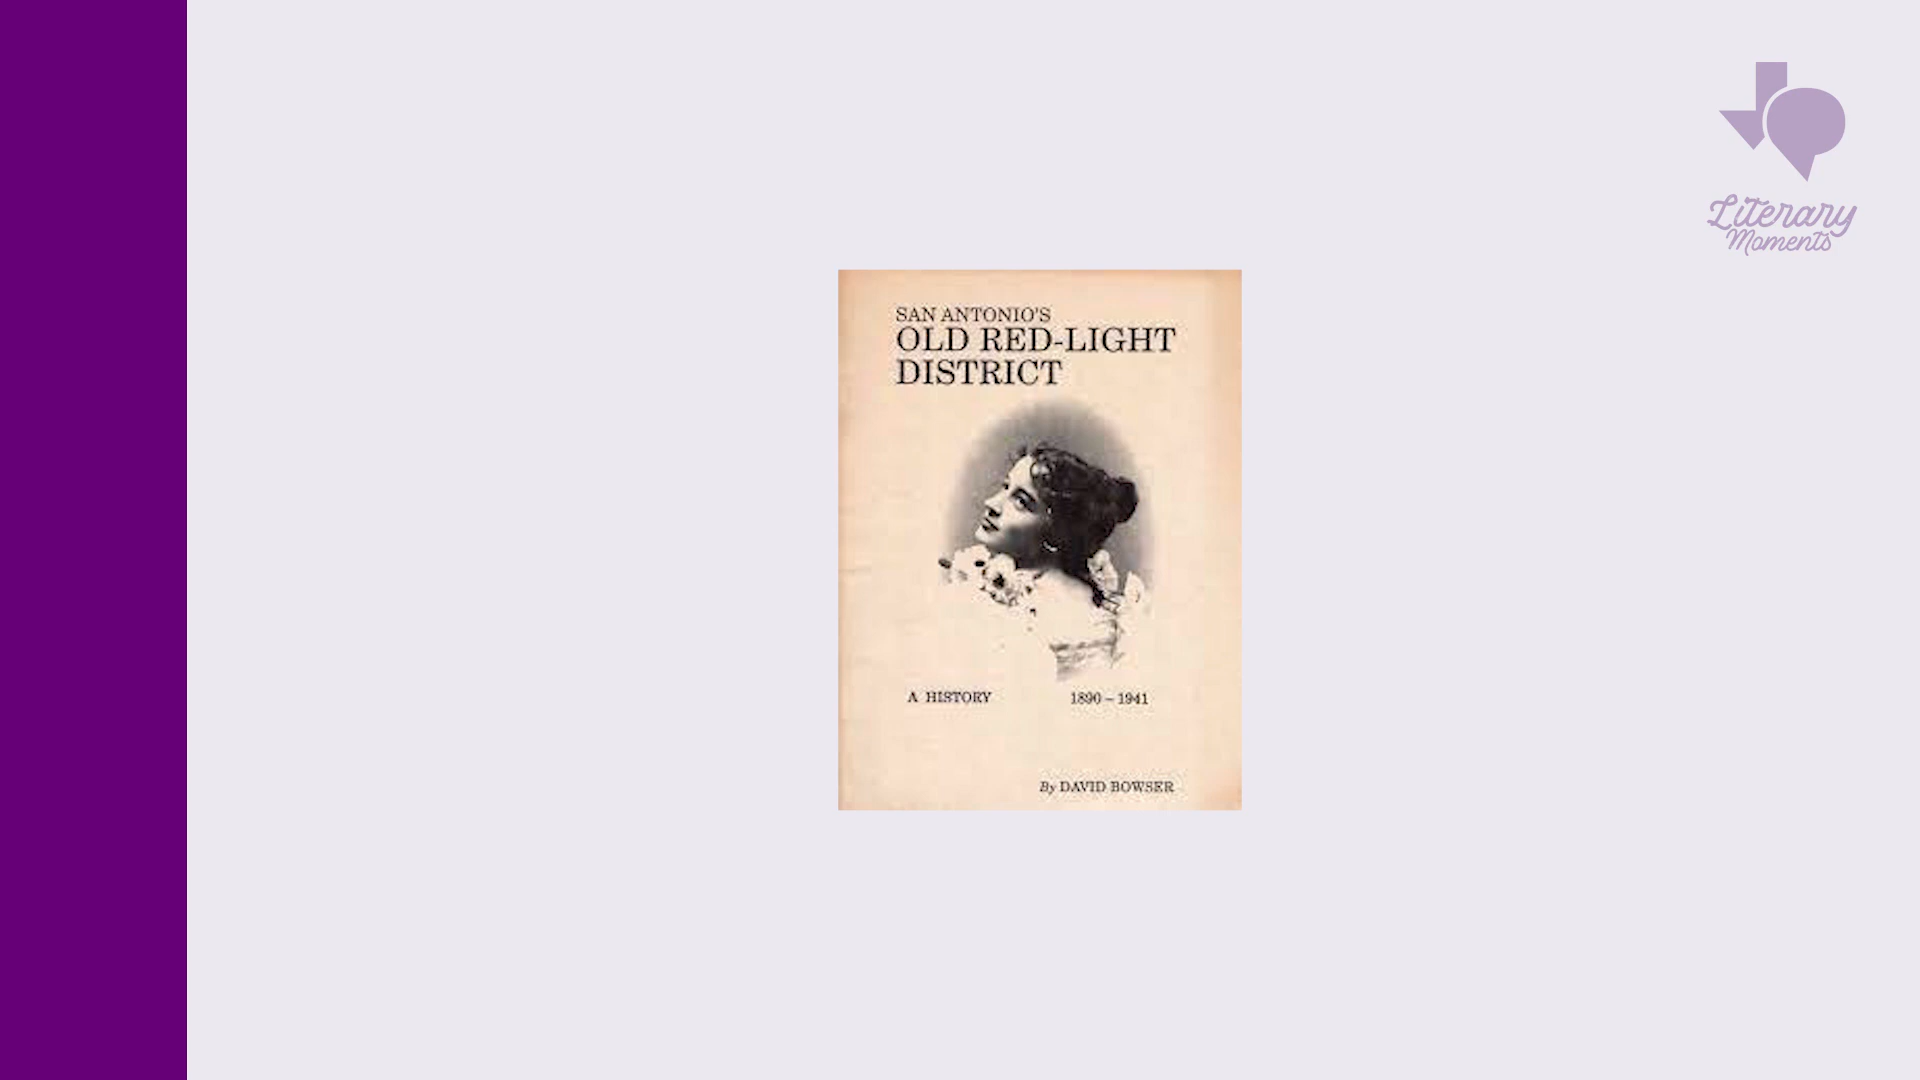 Literary
Moments
SAN ANTONIO'S
OLD RED-LIGHT
DISTRICT
A HISTORY 1890 – 1941
By DAVID BOWSER